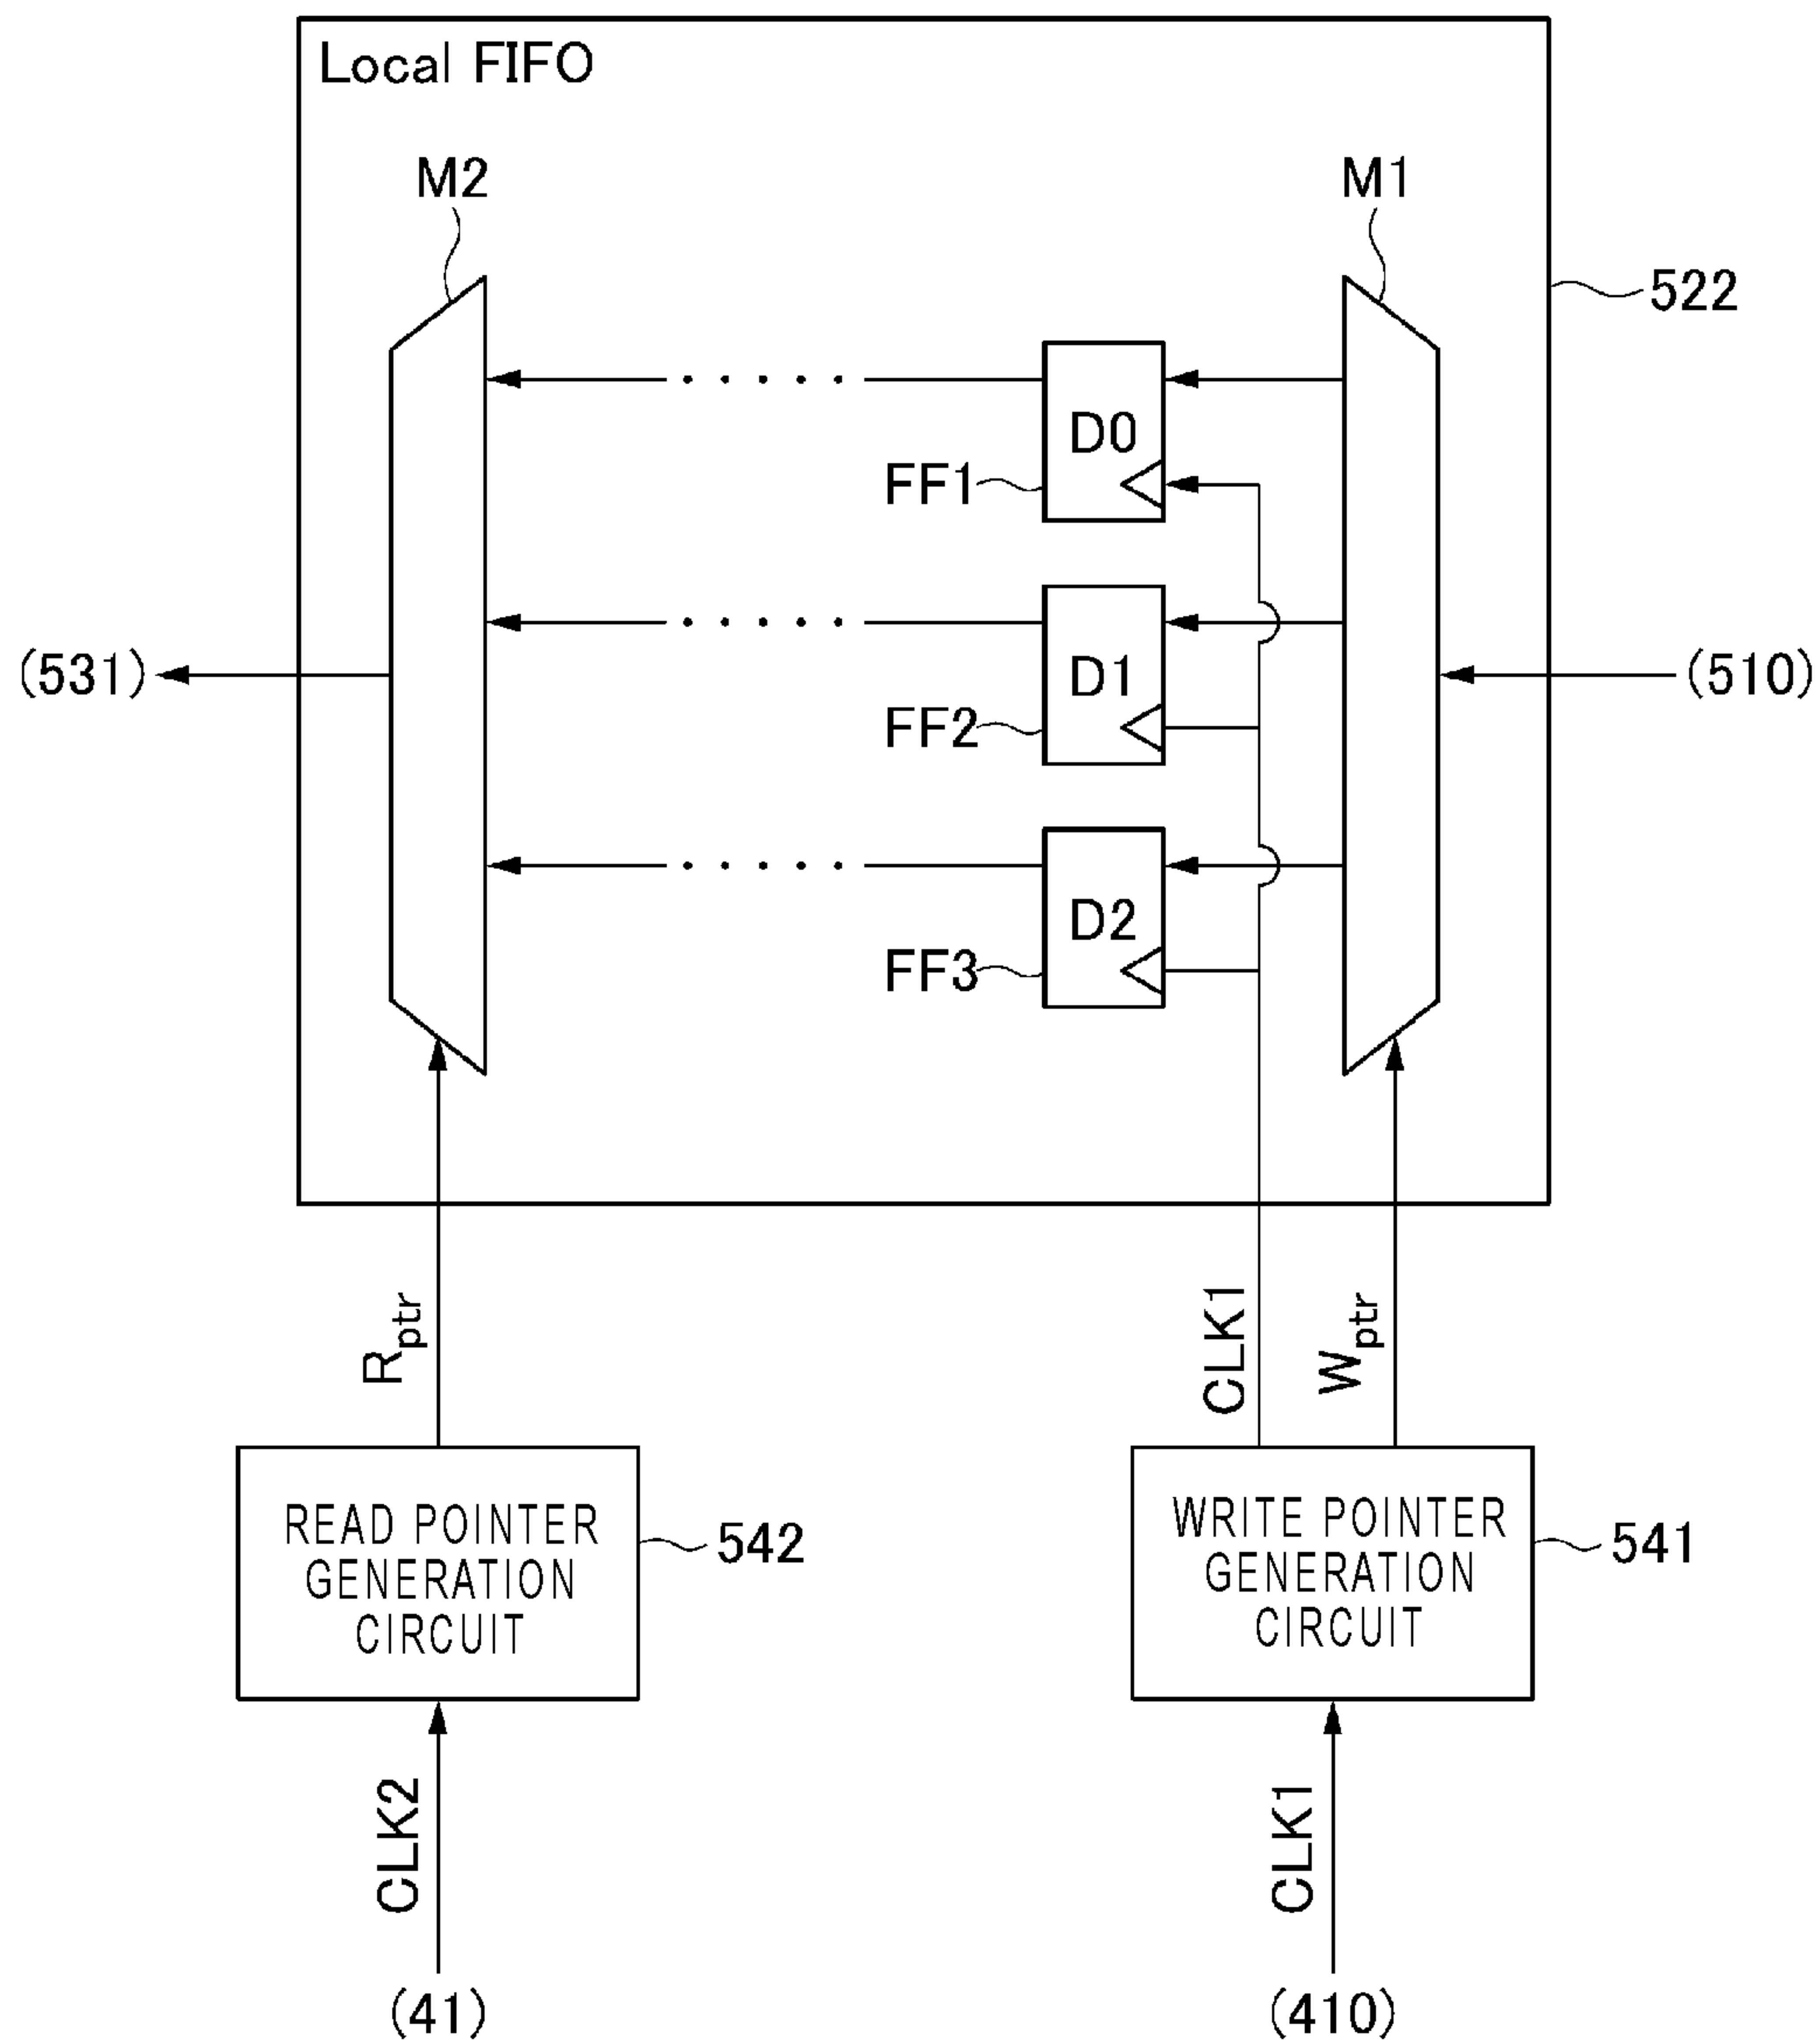 Local FIFO
M2
M1
522
D0
FF1
(531)
D1
(510)
FF2
D2
FF3
Rptr
CLK1
Wptr
READ POINTER
GENERATION
CIRCUIT
542
WRITE POINTER
GENERATION
CIRCUIT
541
CLK2
CLK1
(41)
(410)